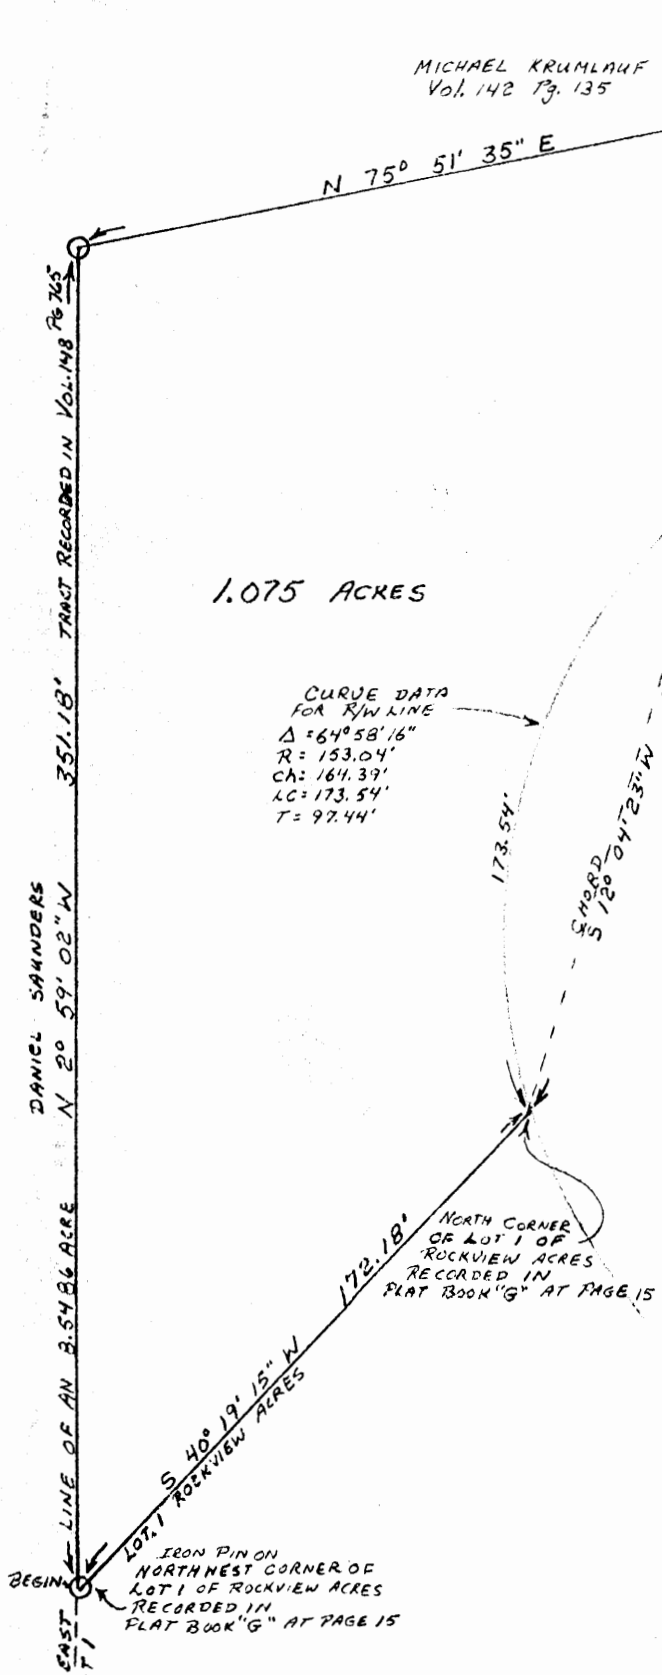 MICHAEL KRUMLAUF
Vol. 142 Pg. 135
N 75° 51' 35" E
1.075 ACRES
CURVE DATA
FOR R/W LINE
Δ = 64° 58' 16"
R = 153.04'
Ch: 164.39'
LC = 173.54'
T = 97.44'
173.54'
CHORD
S 12° 04' 23" W
DANIEL SAUNDERS
N 2° 59' 02" W
351.18'
EAST LINE OF AN 8.5486 ACRE TRACT RECORDED IN VOL. 148 PG 765
172.18'
NORTH CORNER
OF LOT 1 OF
ROCKVIEW ACRES
RECORDED IN
PLAT BOOK "G" AT PAGE 15
S 40° 19' 15" W
LOT. 1 ROCKVIEW ACRES
BEGIN
IRON PIN ON
NORTHWEST CORNER OF
LOT 1 OF ROCKVIEW ACRES
RECORDED IN
PLAT BOOK "G" AT PAGE 15
T1